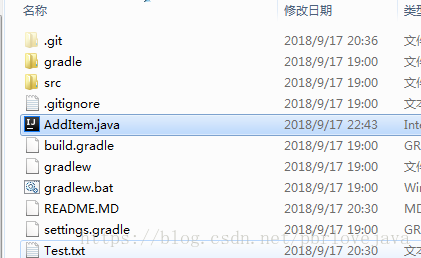 名称 修改日期 类
.git 2018/9/17 20:36 文件
gradle 2018/9/17 19:00 文件
src 2018/9/17 19:00 文件
.gitignore 2018/9/17 19:00 文本
AddItem.java 2018/9/17 22:43 Inte
build.gradle 2018/9/17 19:00 GR
gradlew 2018/9/17 19:00 文件
gradlew.bat 2018/9/17 19:00 Win
README.MD 2018/9/17 20:30 MD
settings.gradle 2018/9/17 19:00 GR
https://blog.csdn.net/pbrlovejava
Test.txt 2018/9/17 20:30 文本